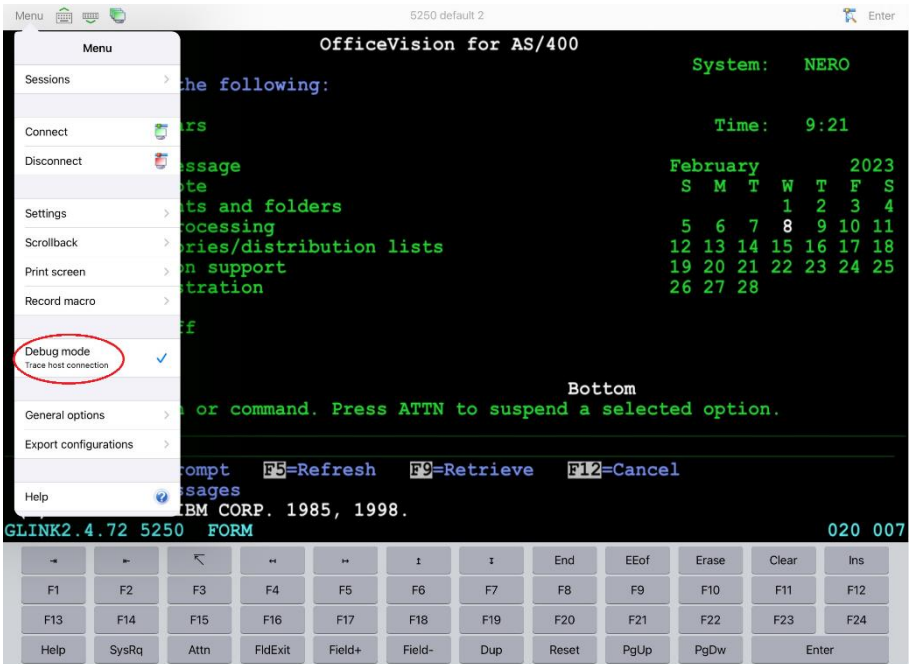 Menu 5250 default 2 Enter
Menu
Sessions
Connect
Disconnect
Settings
Scrollback
Print screen
Record macro
Debug mode
Trace host connection
General options
Export configurations
Help
OfficeVision for AS/400
System: NERO
the following:
rs Time: 9:21
essage February 2023
ote S M T W T F S
nts and folders 1 2 3 4
rocessing 5 6 7 8 9 10 11
ories/distribution lists 12 13 14 15 16 17 18
on support 19 20 21 22 23 24 25
stration 26 27 28
ff
Bottom
or command. Press ATTN to suspend a selected option.
ompt F5=Refresh F9=Retrieve F12=Cancel
ssages
IBM CORP. 1985, 1998.
GLINK2.4.72 5250 FORM 020 007
End EEof Erase Clear Ins
F1 F2 F3 F4 F5 F6 F7 F8 F9 F10 F11 F12
F13 F14 F15 F16 F17 F18 F19 F20 F21 F22 F23 F24
Help SysRq Attn FldExit Field+ Field- Dup Reset PgUp PgDw Enter